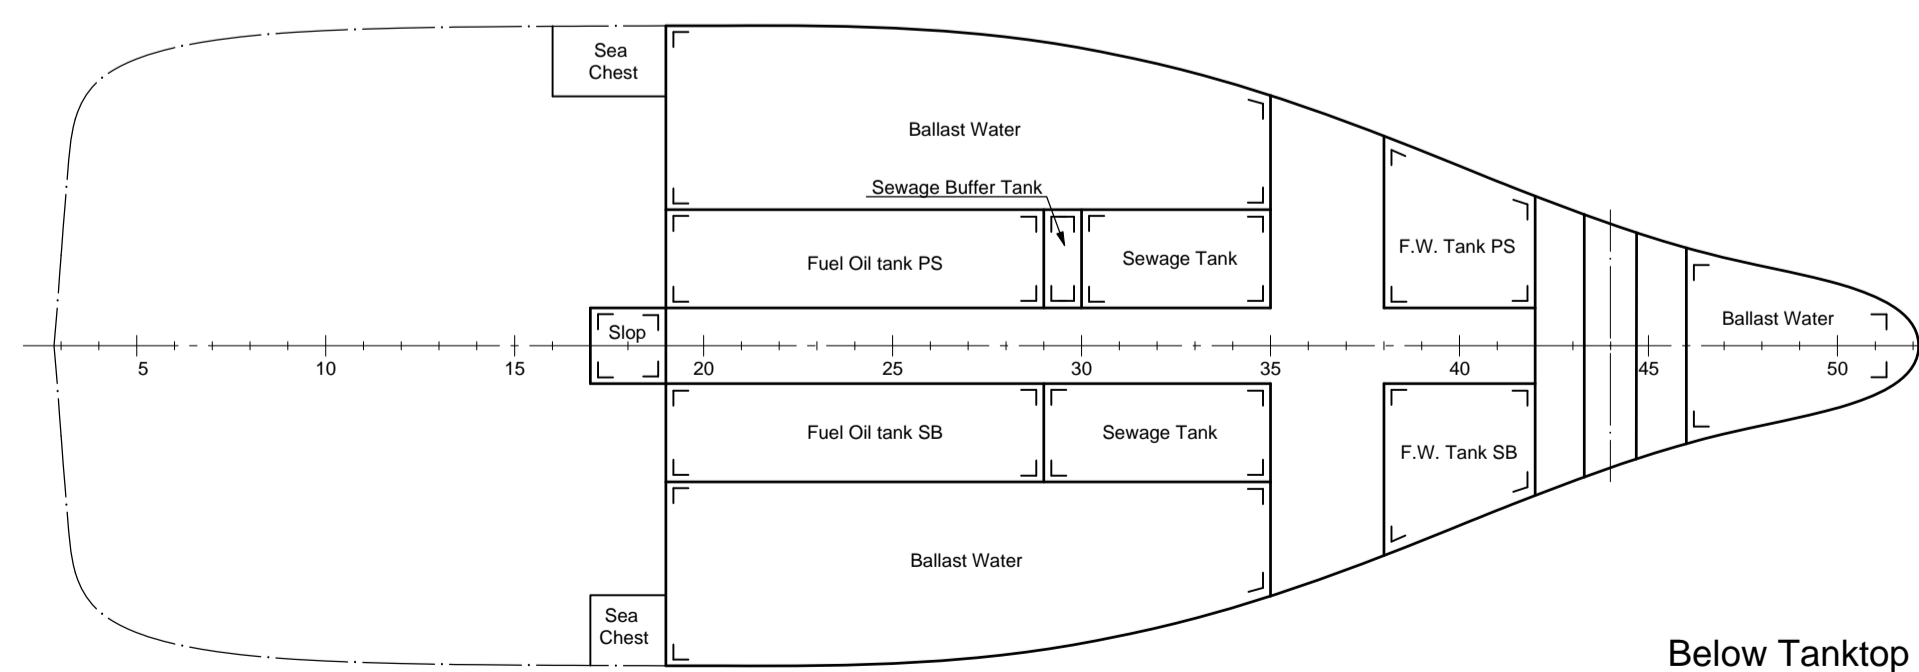 Sea
Chest
Ballast Water
Sewage Buffer Tank
Fuel Oil tank PS
Sewage Tank
F.W. Tank PS
Slop
Ballast Water
5
10
15
20
25
30
35
40
45
50
Fuel Oil tank SB
Sewage Tank
F.W. Tank SB
Ballast Water
Sea
Chest
Below Tanktop